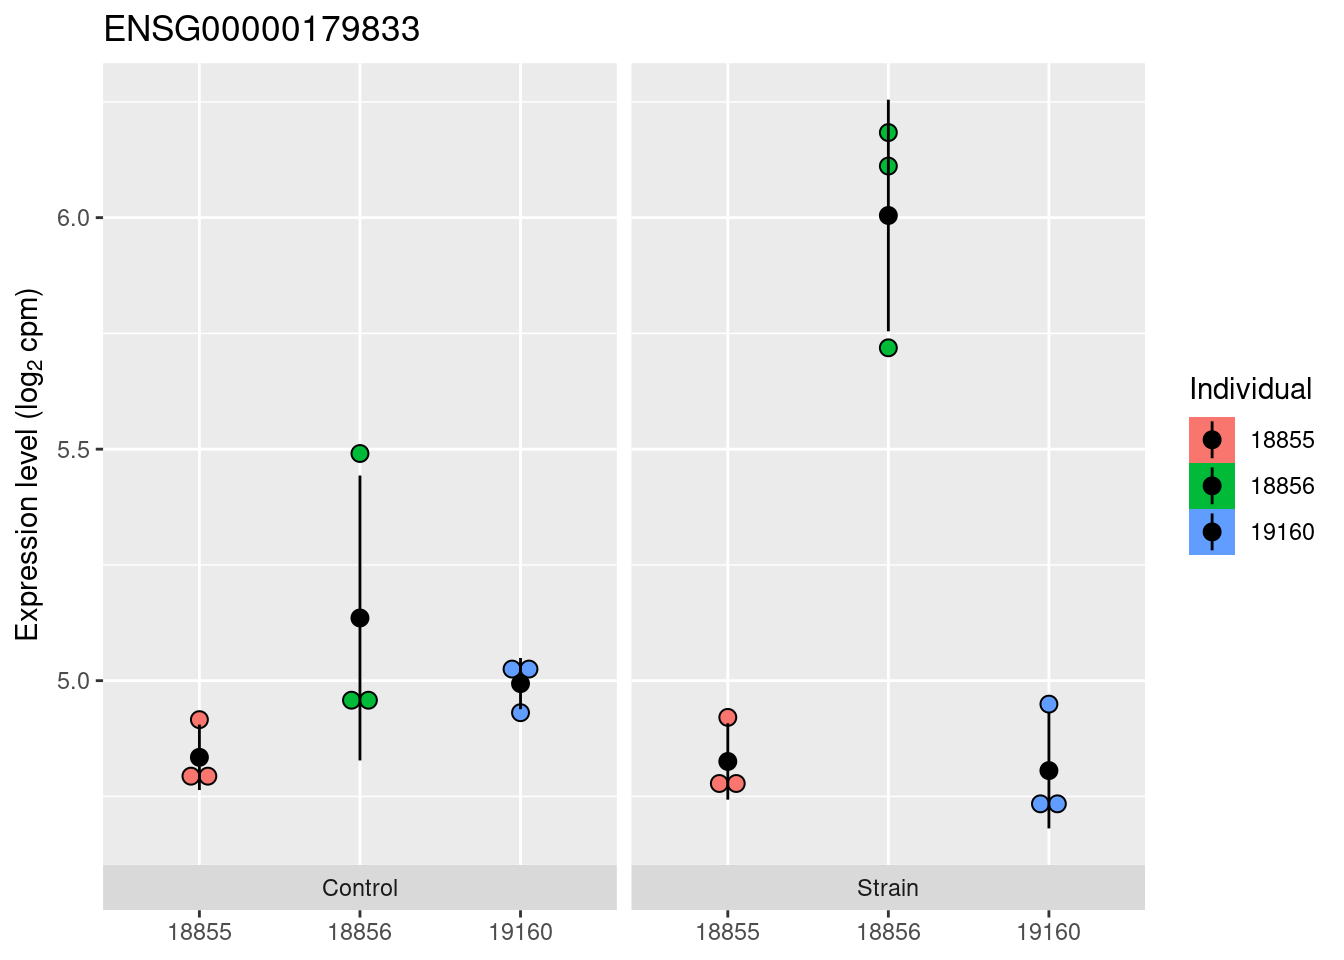 ENSG00000179833
Expression level (log₂ cpm)
6.0
5.5
5.0
Control
Strain
18855
18856
19160
18855
18856
19160
Individual
18855
18856
19160